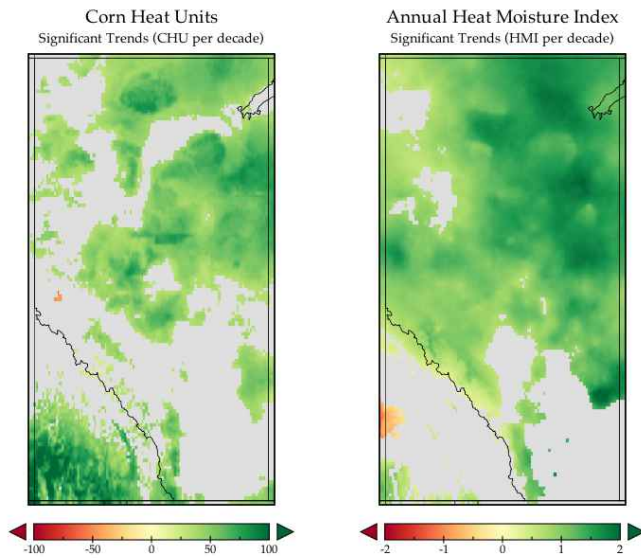 Corn Heat Units
Significant Trends (CHU per decade)
Annual Heat Moisture Index
Significant Trends (HMI per decade)
-100 -50 0 50 100
-2 -1 0 1 2